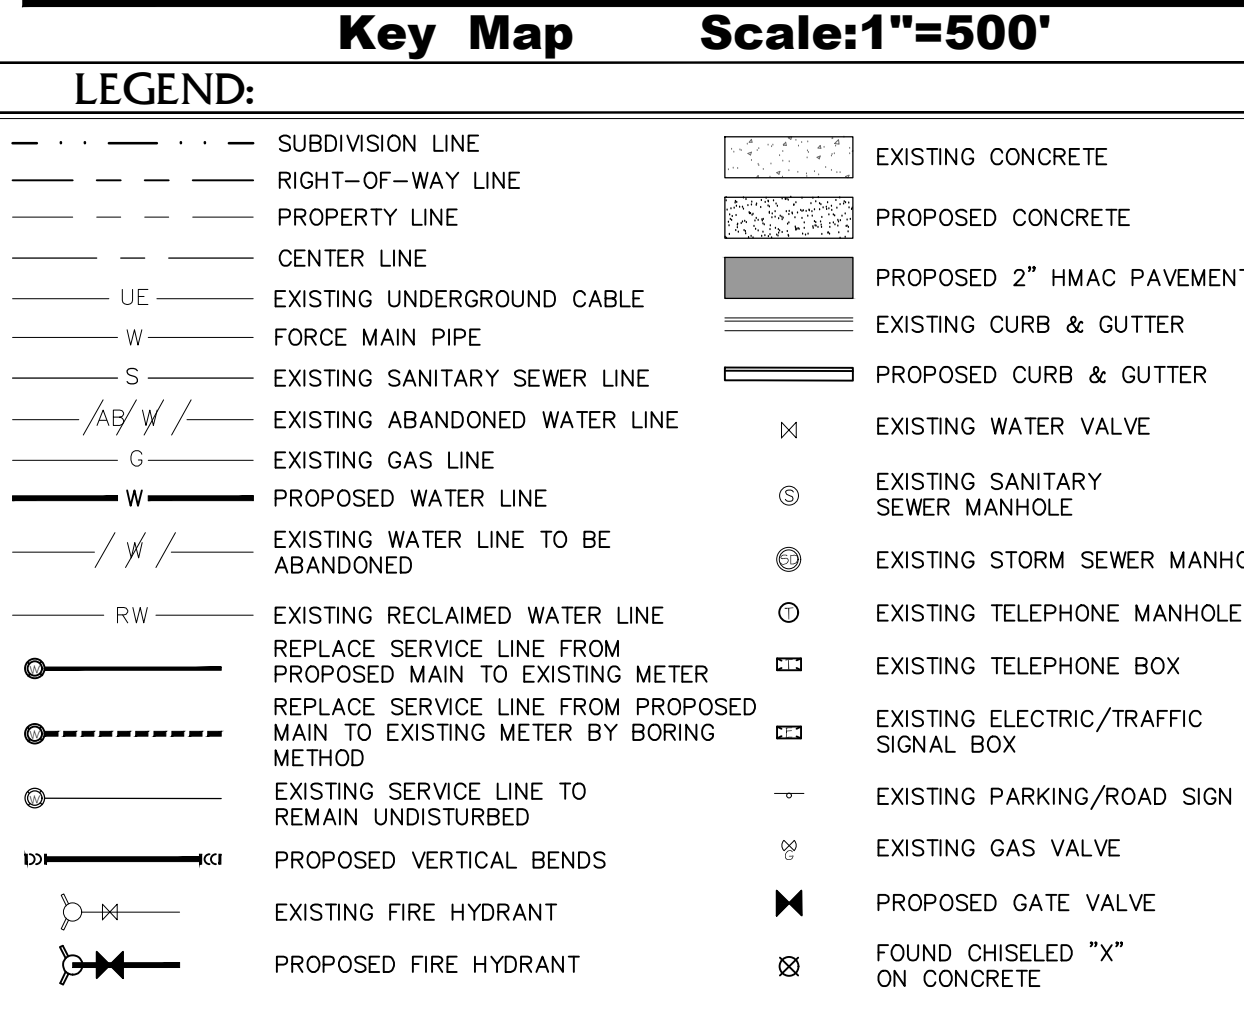 Key Map Scale:1"=500'
LEGEND:
SUBDIVISION LINE
RIGHT-OF-WAY LINE
PROPERTY LINE
CENTER LINE
UE EXISTING UNDERGROUND CABLE
W FORCE MAIN PIPE
S EXISTING SANITARY SEWER LINE
AB W EXISTING ABANDONED WATER LINE
G EXISTING GAS LINE
W PROPOSED WATER LINE
W EXISTING WATER LINE TO BE
ABANDONED
RW EXISTING RECLAIMED WATER LINE
W REPLACE SERVICE LINE FROM
PROPOSED MAIN TO EXISTING METER
W REPLACE SERVICE LINE FROM PROPOSED
MAIN TO EXISTING METER BY BORING
METHOD
W EXISTING SERVICE LINE TO
REMAIN UNDISTURBED
PROPOSED VERTICAL BENDS
EXISTING FIRE HYDRANT
PROPOSED FIRE HYDRANT
EXISTING CONCRETE
PROPOSED CONCRETE
PROPOSED 2" HMAC PAVEMENT
EXISTING CURB & GUTTER
PROPOSED CURB & GUTTER
EXISTING WATER VALVE
S EXISTING SANITARY
SEWER MANHOLE
SD EXISTING STORM SEWER MANHO
T EXISTING TELEPHONE MANHOLE
T EXISTING TELEPHONE BOX
E EXISTING ELECTRIC/TRAFFIC
SIGNAL BOX
EXISTING PARKING/ROAD SIGN
G EXISTING GAS VALVE
PROPOSED GATE VALVE
FOUND CHISELED "X"
ON CONCRETE